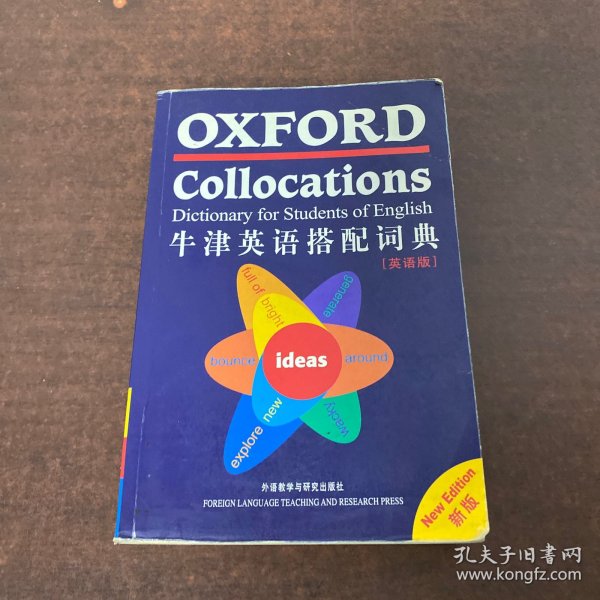 OXFORD
Collocations
Dictionary for Students of English
牛津英语搭配词典
[英语版]
full of bright
generate
bounce
ideas
around
explore new
wacky
外语教学与研究出版社
FOREIGN LANGUAGE TEACHING AND RESEARCH PRESS
New Edition
新版
孔夫子旧书网
www.kongfz.com